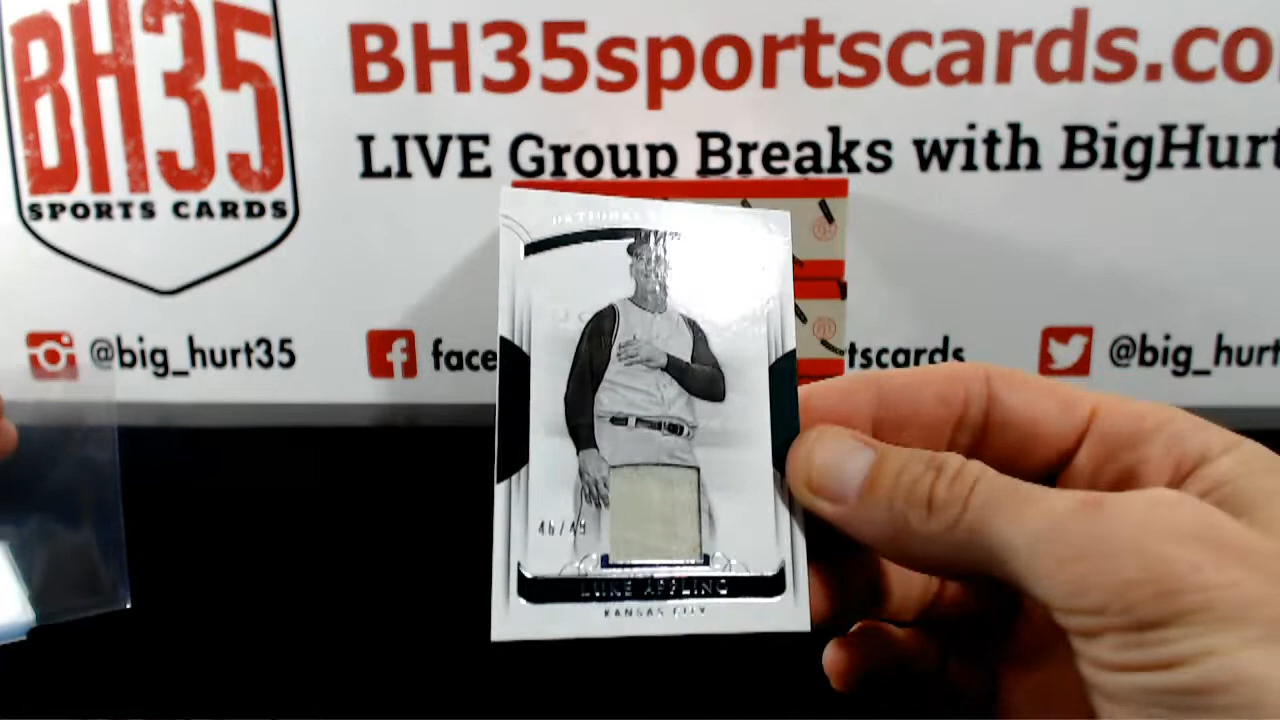 BH35
SPORTS CARDS
BH35sportscards.co
LIVE Group Breaks with BigHurt
@big_hurt35
face
tscards
@big_hurt
NATIONAL
46/49
LUKE APPLING
KANSAS CITY